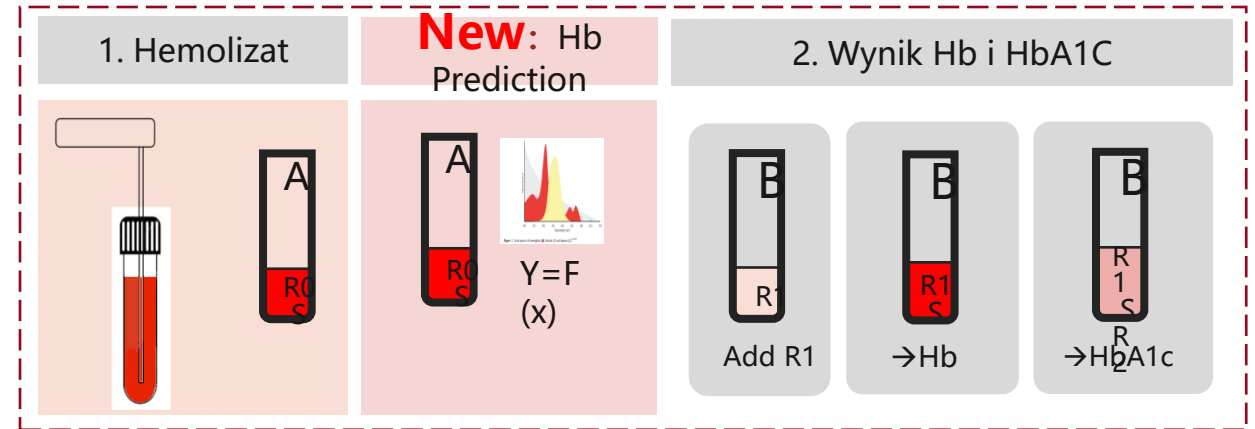 1. Hemolizat
New: Hb
Prediction
2. Wynik Hb i HbA1C
A
R0
S
A
R0
S
Y=F
(x)
B
R1
Add R1
B
R1
S
→Hb
B
R
1
S
R
2
→HbA1c